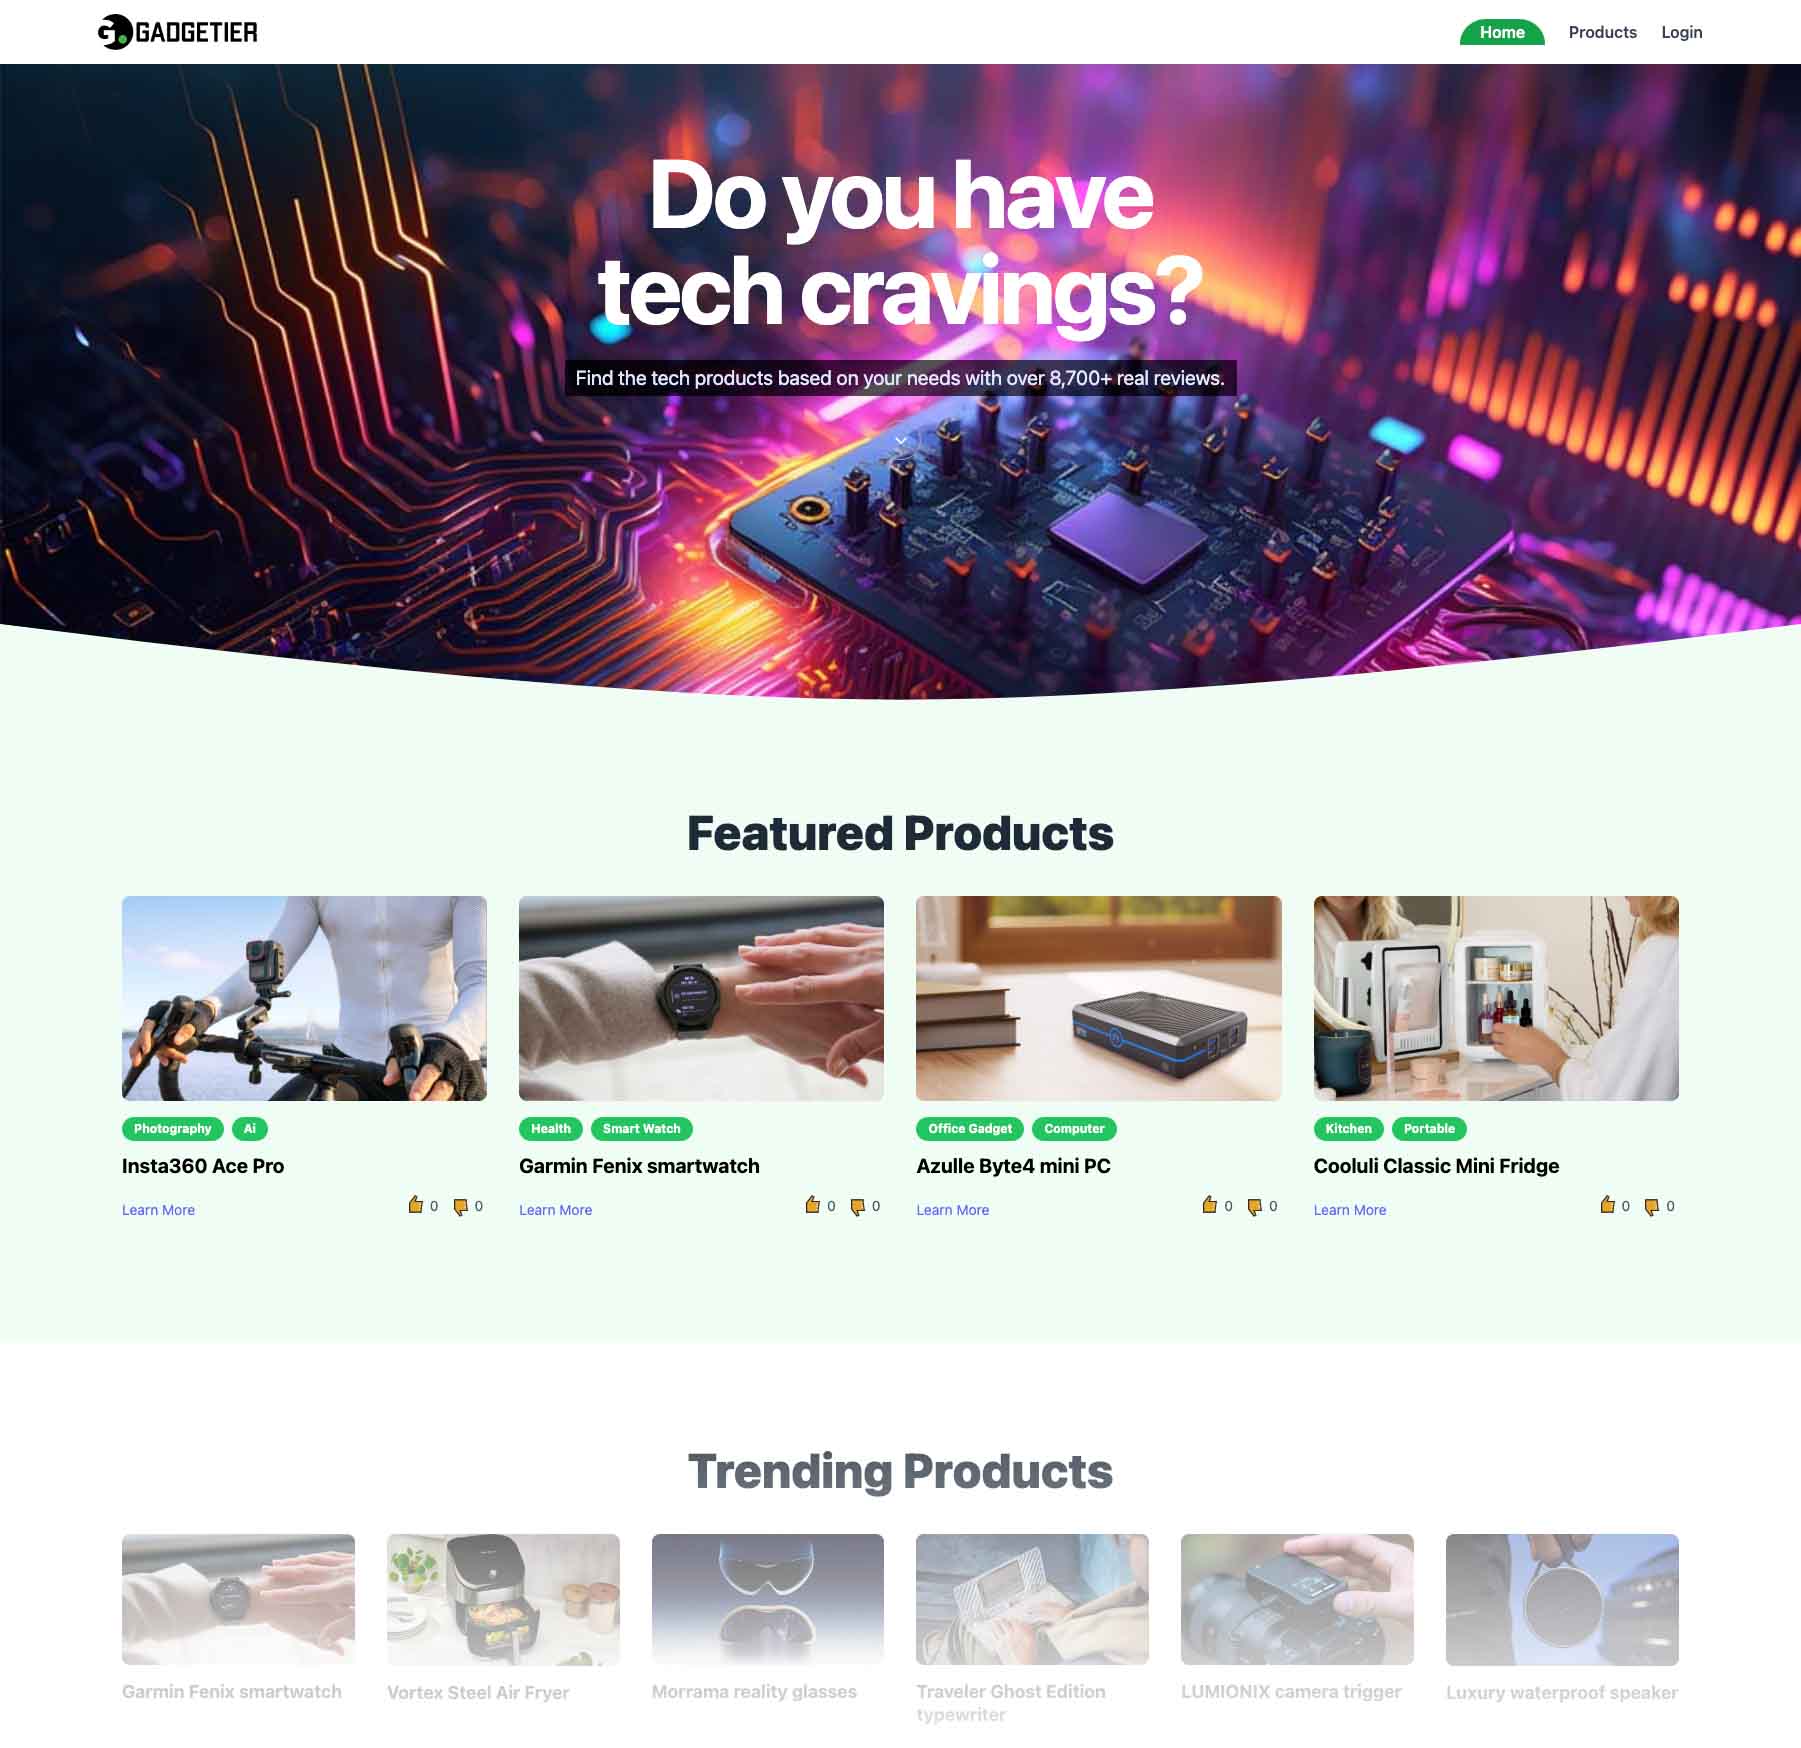 GADGETIER
Home
Products
Login
Do you have
tech cravings?
Find the tech products based on your needs with over 8,700+ real reviews.
Featured Products
Photography
Ai
Insta360 Ace Pro
Learn More
0
0
Health
Smart Watch
Garmin Fenix smartwatch
Learn More
0
0
Office Gadget
Computer
Azulle Byte4 mini PC
Learn More
0
0
Kitchen
Portable
Cooluli Classic Mini Fridge
Learn More
0
0
Trending Products
Garmin Fenix smartwatch
Vortex Steel Air Fryer
Morrama reality glasses
Traveler Ghost Edition
typewriter
LUMIONIX camera trigger
Luxury waterproof speaker